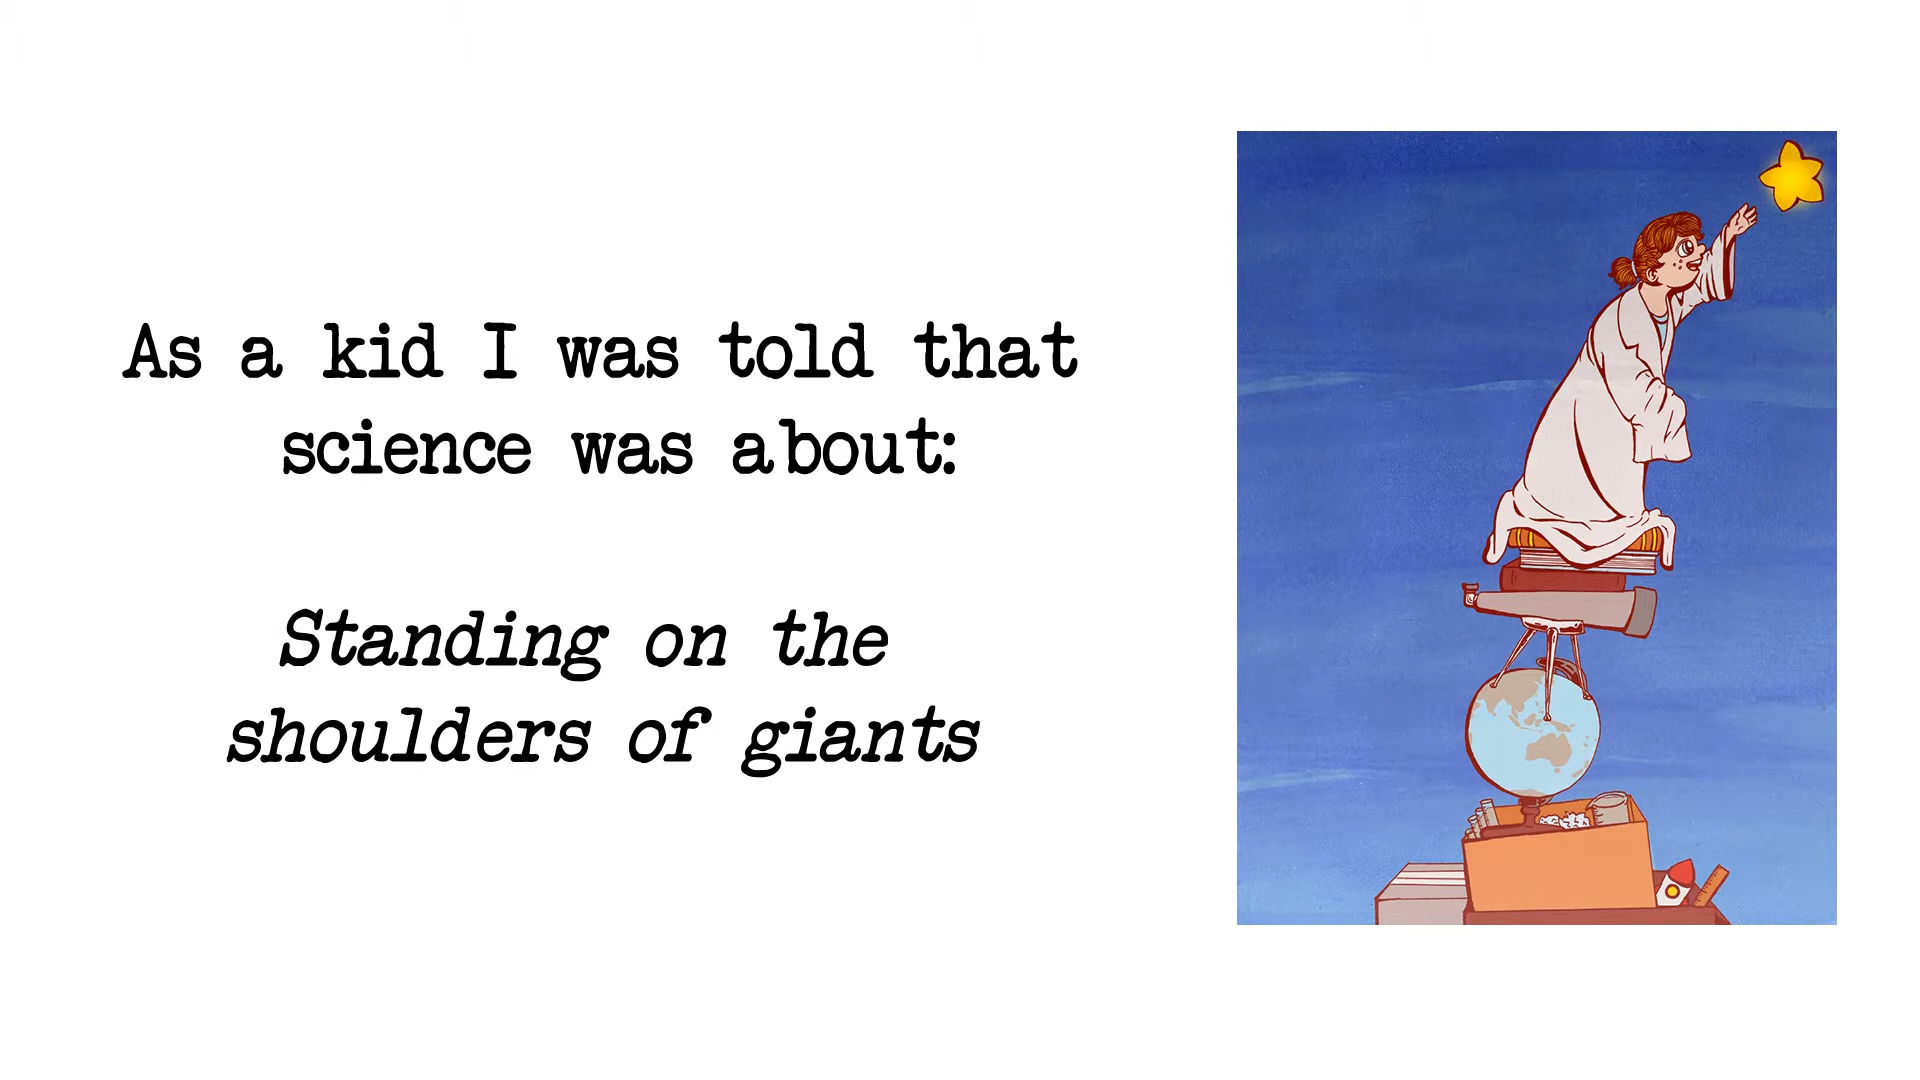 As a kid I was told that
science was about:
Standing on the
shoulders of giants